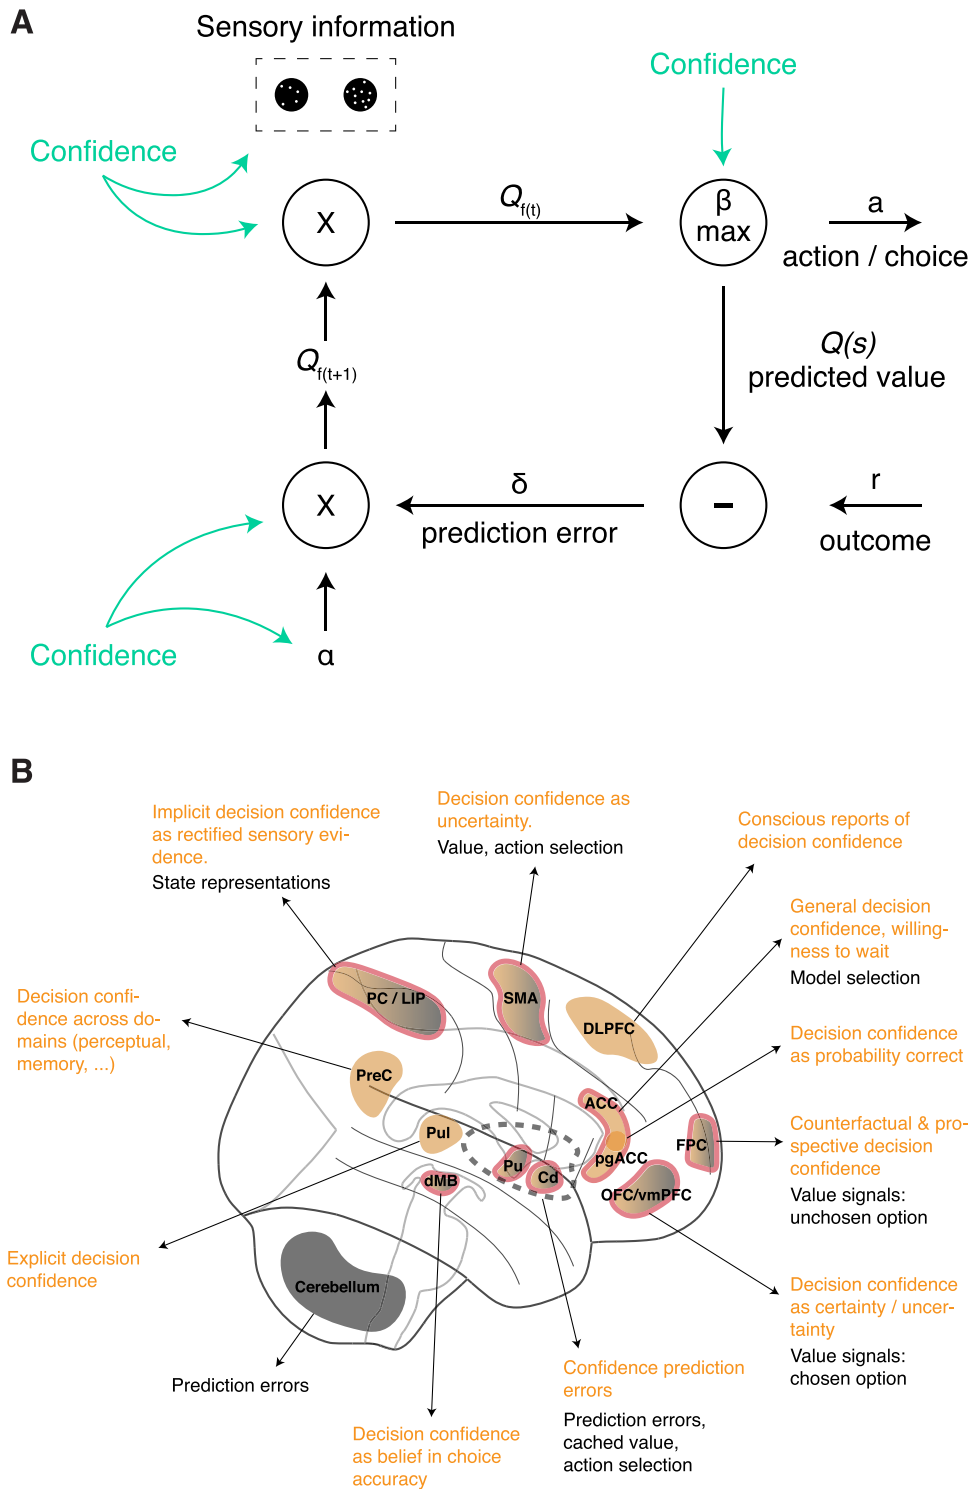 A
Sensory information
Confidence
Confidence
X
Q f(t)
β
max
a
action / choice
Q(s)
predicted value
Q f(t+1)
X
δ
prediction error
-
r
outcome
Confidence
α
B
Implicit decision confidence
as rectified sensory evi-
dence.
State representations
Decision confidence as
uncertainty.
Value, action selection
Conscious reports of
decision confidence
General decision
confidence, willing-
ness to wait
Model selection
Decision confi-
dence across do-
mains (perceptual,
memory, ...)
Decision confidence
as probability correct
Counterfactual & pro-
spective decision
confidence
Value signals:
unchosen option
PC / LIP
SMA
DLPFC
PreC
ACC
Pul
pgACC
FPC
Pu
Cd
dMB
OFC/vmPFC
Cerebellum
Explicit decision
confidence
Decision confidence
as certainty / uncer-
tainty
Value signals:
chosen option
Prediction errors
Confidence prediction
errors
Prediction errors,
cached value,
action selection
Decision confidence
as belief in choice
accuracy